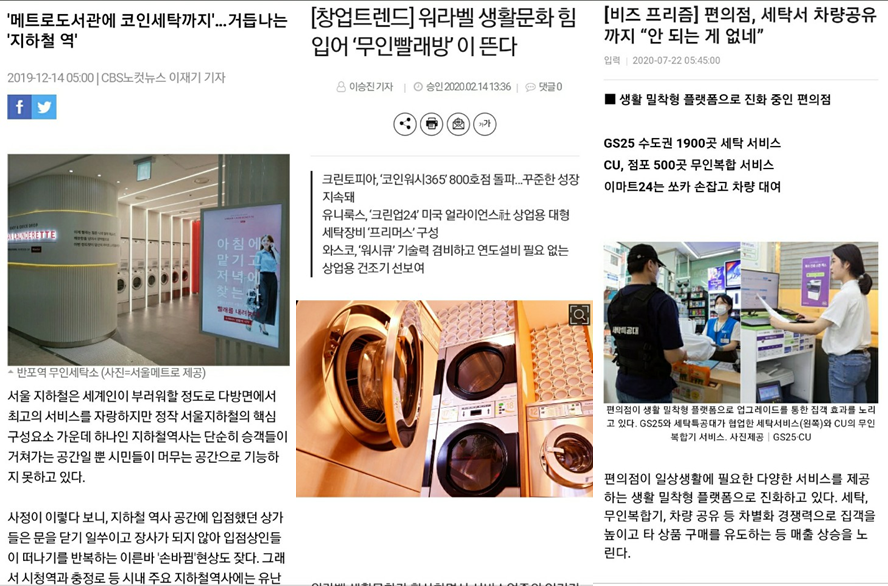 '메트로도서관에 코인세탁까지'…거듭나는
'지하철 역'
2019-12-14 05:00 | CBS노컷뉴스 이재기 기자
아침에
맡기고
저녁에
찾는
빨래를 내려
^ 반포역 무인세탁소 (사진=서울메트로 제공)
서울 지하철은 세계인이 부러워할 정도로 다방면에서
최고의 서비스를 자랑하지만 정작 서울지하철의 핵심
구성요소 가운데 하나인 지하철역사는 단순히 승객들이
거쳐가는 공간일 뿐 시민들이 머무는 공간으로 기능하
지 못하고 있다.
사정이 이렇다 보니, 지하철 역사 공간에 입점했던 상가
들은 문을 닫기 일쑤이고 장사가 되지 않아 입점상인들
이 떠나기를 반복하는 이른바 '손바뀜'현상도 잦다. 그래
서 시청역과 충정로 등 시내 주요 지하철역사에는 유난
[창업트렌드] 워라벨 생활문화 힘
입어 ‘무인빨래방’ 이 뜬다
이승진 기자 | 승인 2020.02.14 13:36 | 댓글 0
가가
크린토피아, ‘코인워시365’ 800호점 돌파…꾸준한 성장
지속돼
유니룩스, ‘크린업24’ 미국 얼라이언스社 상업용 대형
세탁장비 ‘프리머스’ 구성
와스코, ‘워시큐’ 기술력 겸비하고 연도설비 필요 없는
상업용 건조기 선보여
[비즈 프리즘] 편의점, 세탁서 차량공유
까지 “안 되는 게 없네”
입력 | 2020-07-22 05:45:00
■ 생활 밀착형 플랫폼으로 진화 중인 편의점
GS25 수도권 1900곳 세탁 서비스
CU, 점포 500곳 무인복합 서비스
이마트24는 쏘카 손잡고 차량 대여
세탁특공대
편의점이 생활 밀착형 플랫폼으로 업그레이드를 통한 집객 효과를 노리
고 있다. GS25와 세탁특공대가 협업한 세탁서비스(왼쪽)와 CU의 무인
복합기 서비스. 사진제공｜GS25·CU
편의점이 일상생활에 필요한 다양한 서비스를 제공
하는 생활 밀착형 플랫폼으로 진화하고 있다. 세탁,
무인복합기, 차량 공유 등 차별화 경쟁력으로 집객을
높이고 타 상품 구매를 유도하는 등 매출 상승을 노
린다.